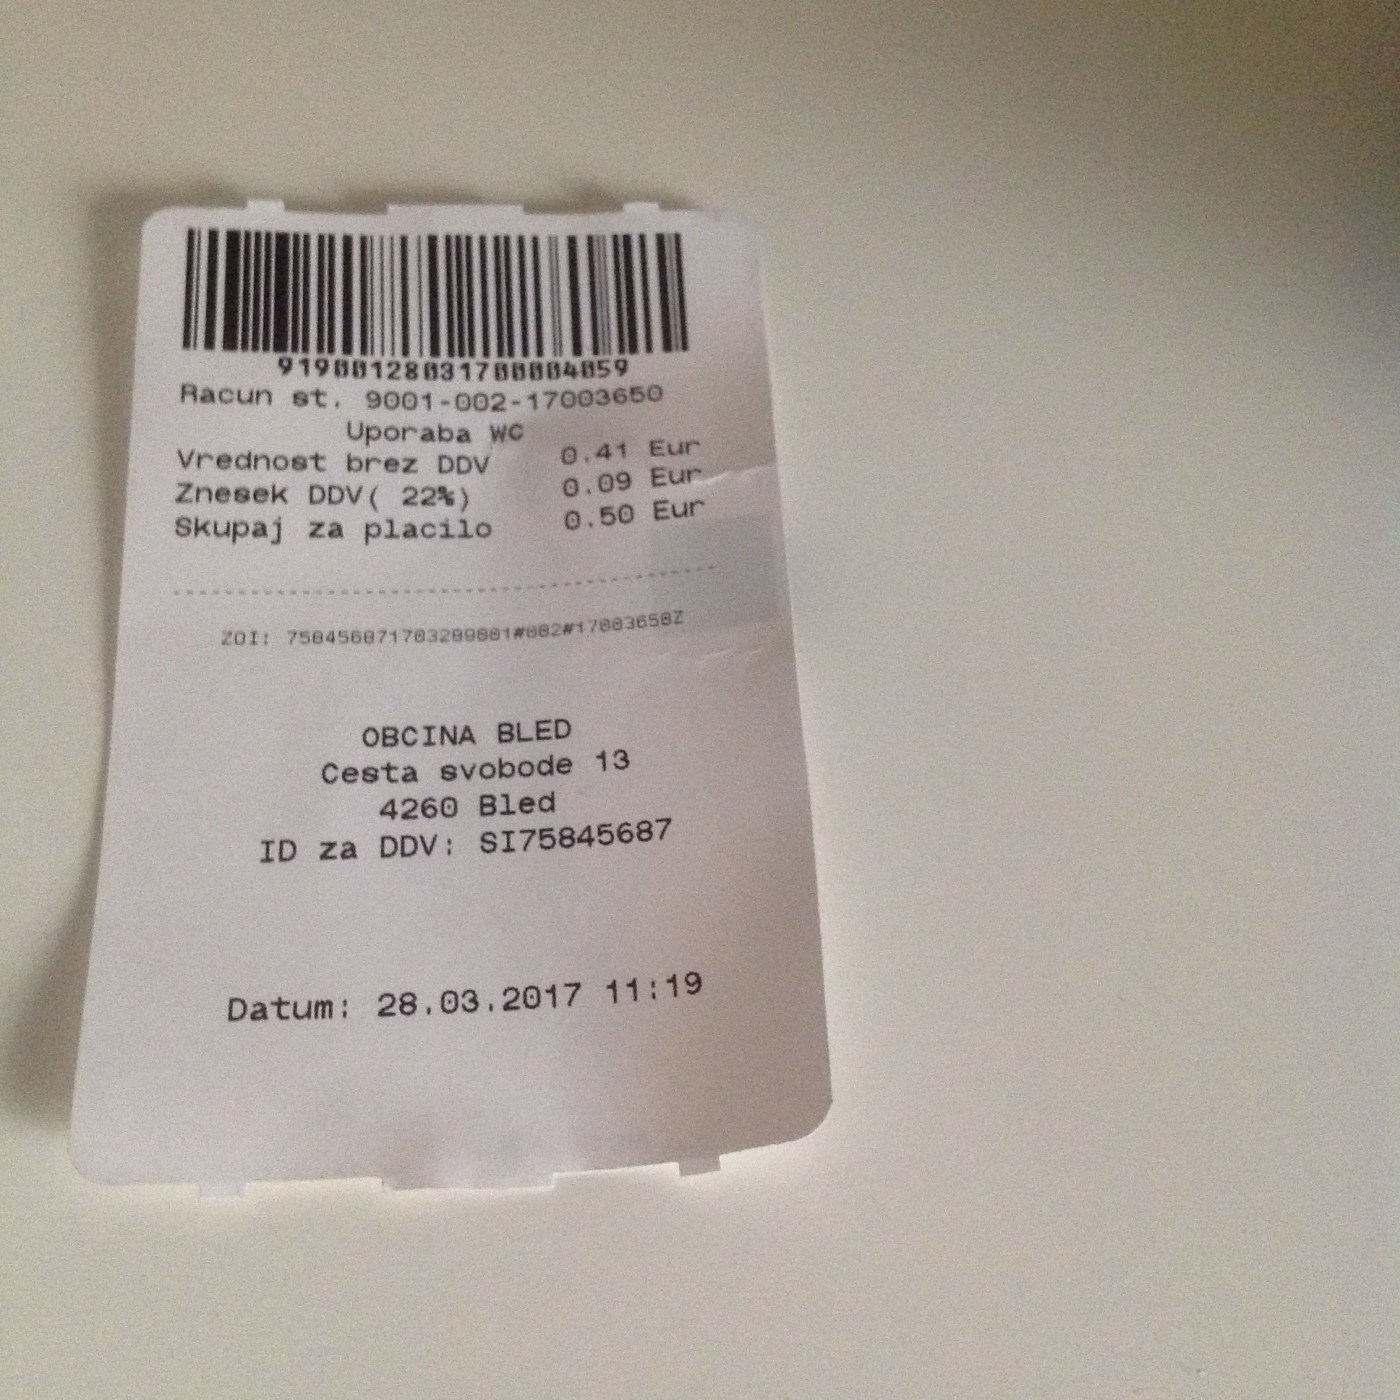 91900128031700004059
Racun st. 9001-002-17003650
Uporaba WC
Vrednost brez DDV 0.41 Eur
Znesek DDV( 22%) 0.09 Eur
Skupaj za placilo 0.50 Eur
ZOI:
OBCINA BLED
Cesta svobode 13
4260 Bled
ID za DDV: SI75845687
Datum: 28.03.2017 11:19